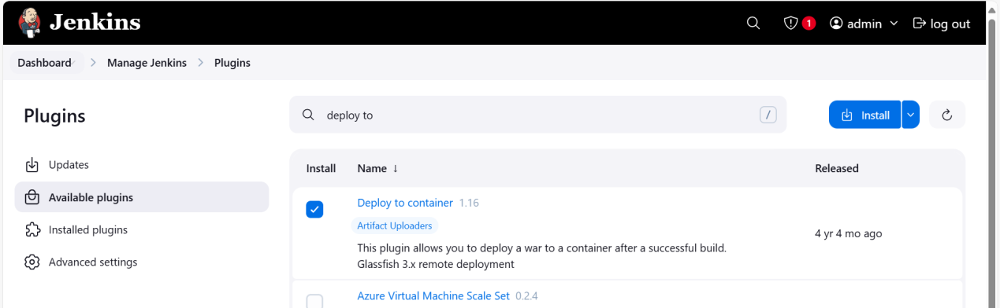 Jenkins
1 admin log out
Dashboard > Manage Jenkins > Plugins
Plugins
deploy to / Install
Updates
Available plugins
Installed plugins
Advanced settings
Install Name ↓ Released
Deploy to container 1.16
Artifact Uploaders
This plugin allows you to deploy a war to a container after a successful build.
Glassfish 3.x remote deployment
4 yr 4 mo ago
Azure Virtual Machine Scale Set 0.2.4